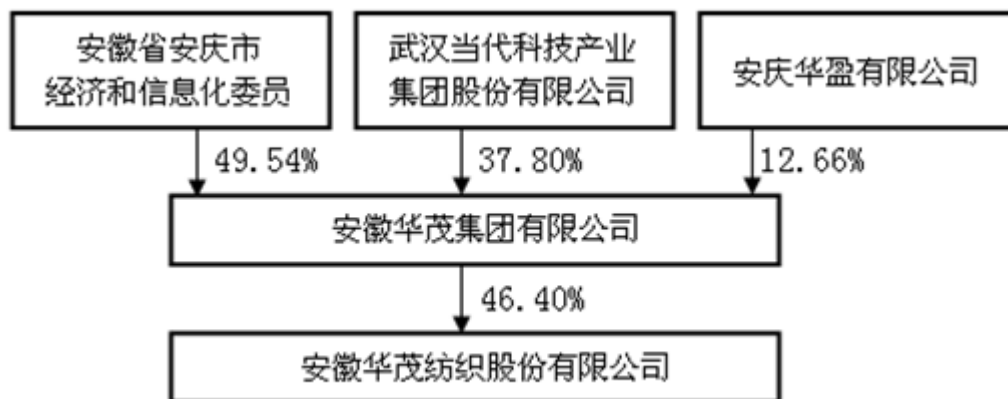 安徽省安庆市
经济和信息化委员
武汉当代科技产业
集团股份有限公司
安庆华盈有限公司
49.54%
37.80%
12.66%
安徽华茂集团有限公司
46.40%
安徽华茂纺织股份有限公司